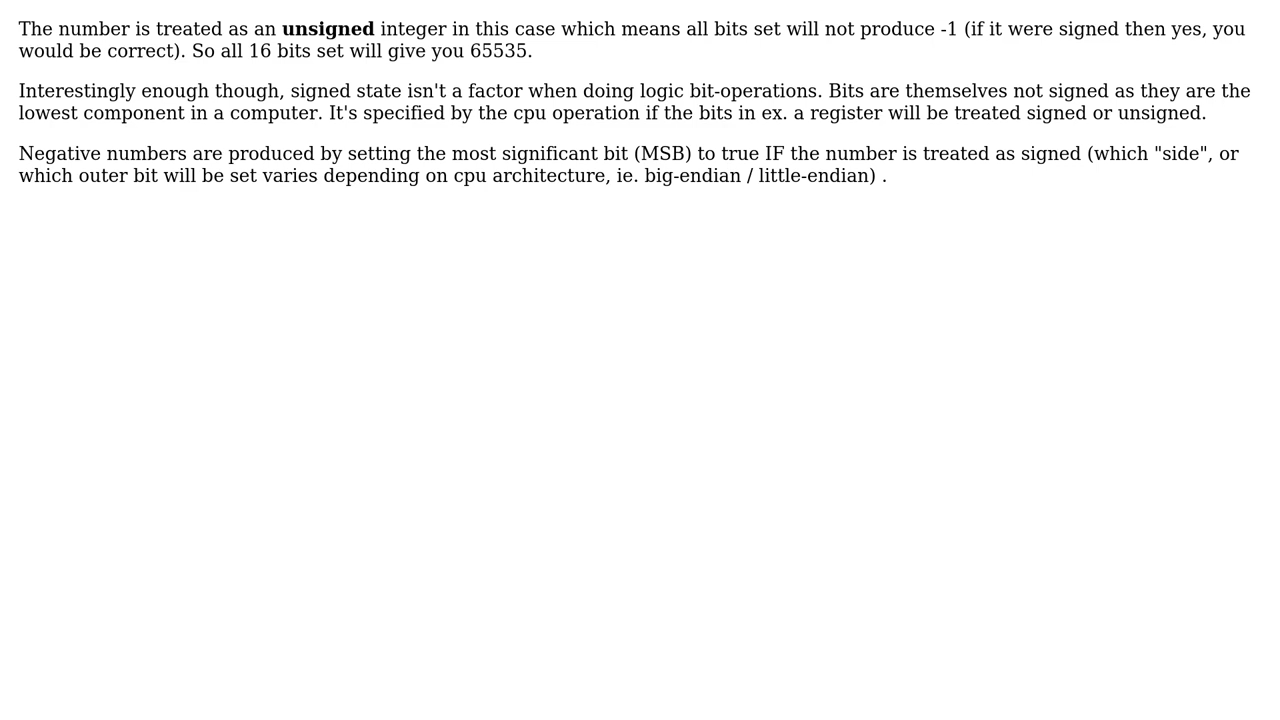 The number is treated as an unsigned integer in this case which means all bits set will not produce -1 (if it were signed then yes, you
would be correct). So all 16 bits set will give you 65535.
Interestingly enough though, signed state isn't a factor when doing logic bit-operations. Bits are themselves not signed as they are the
lowest component in a computer. It's specified by the cpu operation if the bits in ex. a register will be treated signed or unsigned.
Negative numbers are produced by setting the most significant bit (MSB) to true IF the number is treated as signed (which "side", or
which outer bit will be set varies depending on cpu architecture, ie. big-endian / little-endian) .